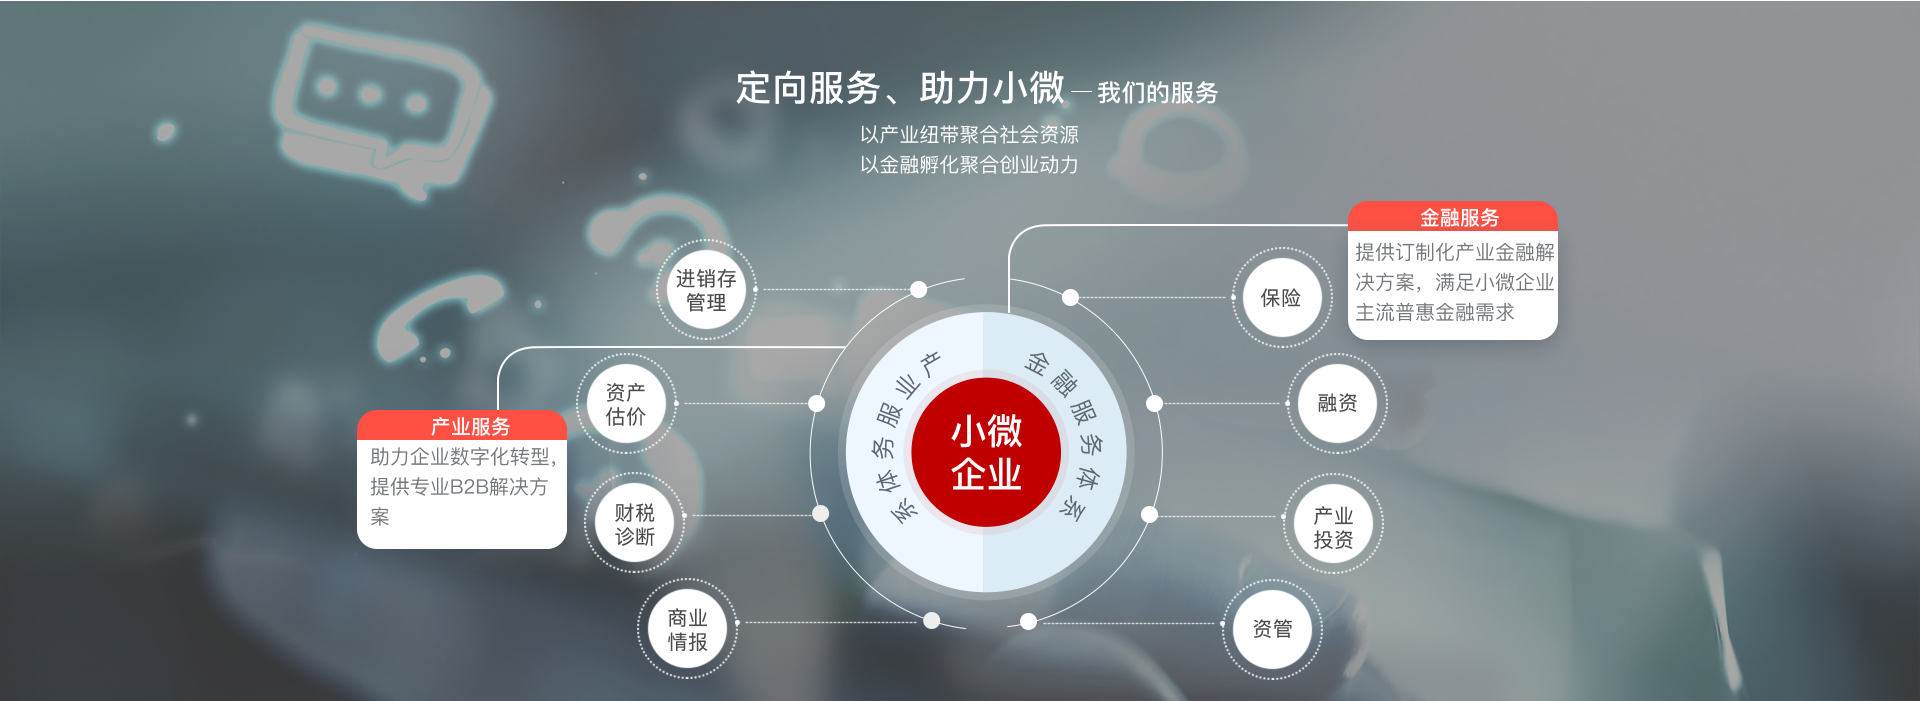 定向服务、助力小微—我们的服务
以产业纽带聚合社会资源
以金融孵化聚合创业动力
金融服务
提供订制化产业金融解
决方案，满足小微企业
主流普惠金融需求
产业服务
助力企业数字化转型，
提供专业B2B解决方
案
进销存
管理
资产
估价
财税
诊断
商业
情报
产业服务体系
小微
企业
金融服务体系
保险
融资
产业
投资
资管